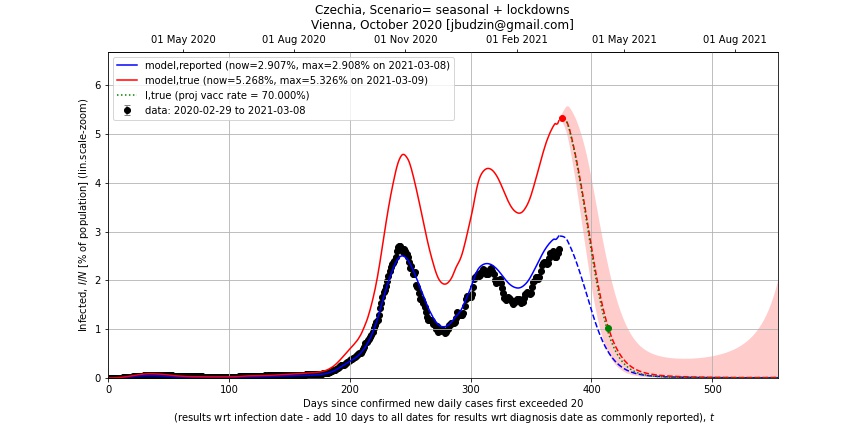 Czechia, Scenario= seasonal + lockdowns
Vienna, October 2020 [jbudzin@gmail.com]
01 May 2020 01 Aug 2020 01 Nov 2020 01 Feb 2021 01 May 2021 01 Aug 2021
model,reported (now=2.907%, max=2.908% on 2021-03-08)
model,true (now=5.268%, max=5.326% on 2021-03-09)
I,true (proj vacc rate = 70.000%)
data: 2020-02-29 to 2021-03-08
Infected, I/N [% of population] (lin.scale-zoom)
6
5
4
3
2
1
0
0 100 200 300 400 500
Days since confirmed new daily cases first exceeded 20
(results wrt infection date - add 10 days to all dates for results wrt diagnosis date as commonly reported), t